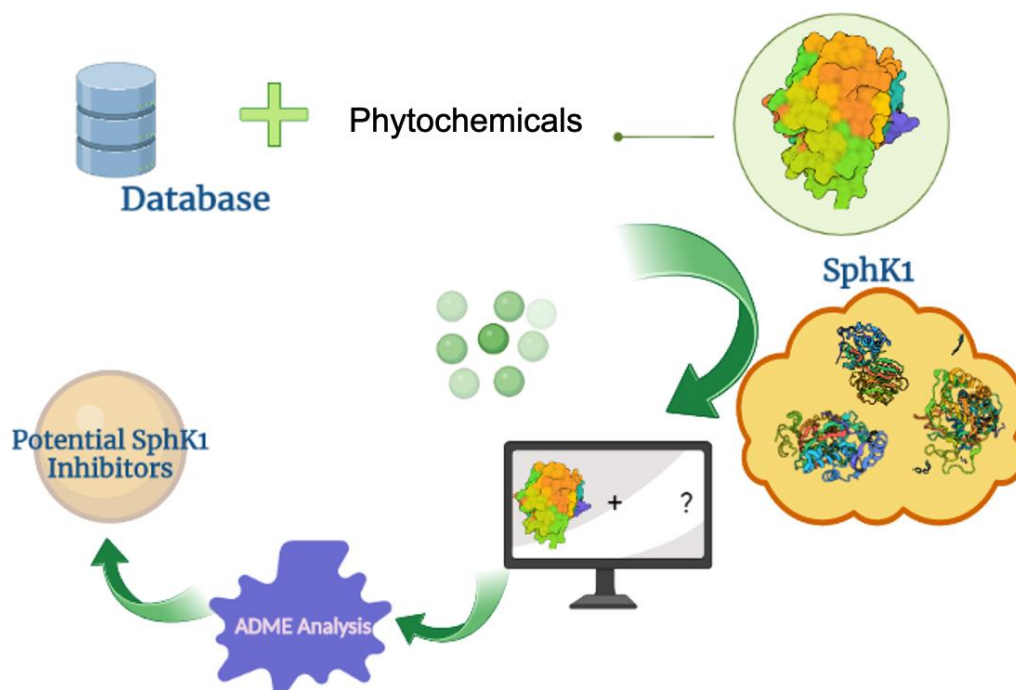 Phytochemicals
Database
SphK1
Potential SphK1
Inhibitors
+
?
ADME Analysis